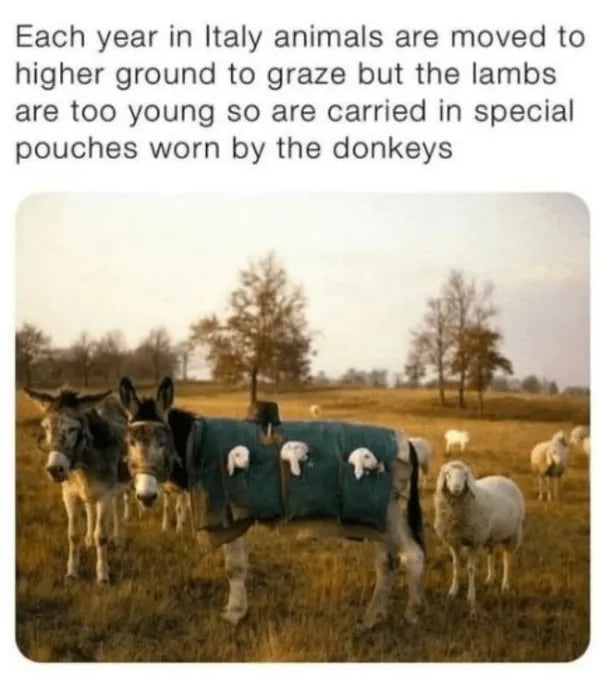 Each year in Italy animals are moved to
higher ground to graze but the lambs
are too young so are carried in special
pouches worn by the donkeys